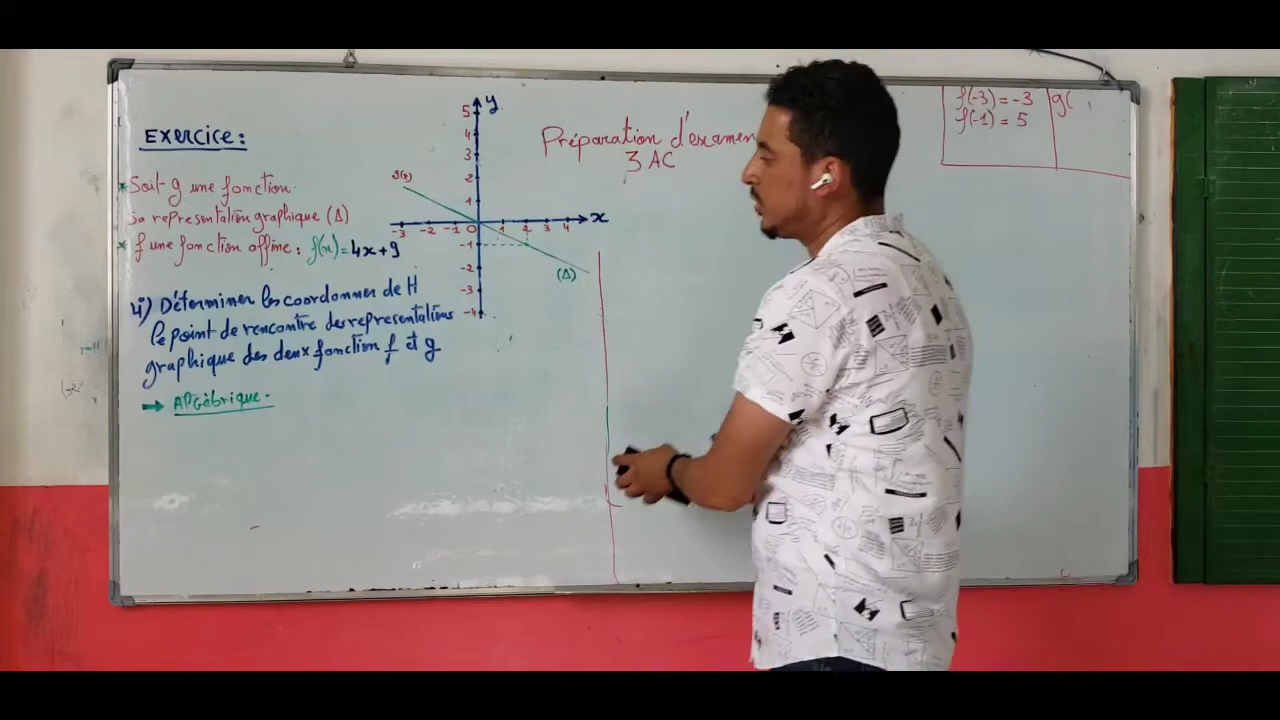 Exercice:
* Soit g une fonction.
Sa representation graphique (Δ)
* f une fonction affine: f(x)=4x+9
4i) Déterminer les coordonner de H
le point de rencontre des representations
graphique des deux fonction f et g
→ Algébrique.
y
5
4
3
2
1
-3 -2 -1 0 1 2 3 4 x
-1
-2
-3
-4
(Δ)
Préparation d'examen
3 AC
f(-3) = -3
f(-1) = 5
g(